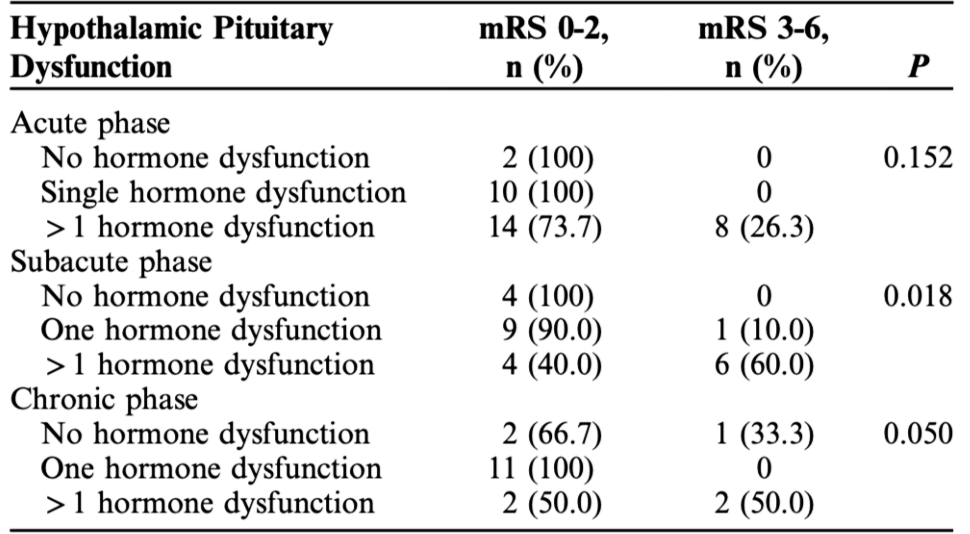 Hypothalamic Pituitary Dysfunction mRS 0-2, n (%) mRS 3-6, n (%) P
Acute phase
No hormone dysfunction 2 (100) 0 0.152
Single hormone dysfunction 10 (100) 0
>1 hormone dysfunction 14 (73.7) 8 (26.3)
Subacute phase
No hormone dysfunction 4 (100) 0 0.018
One hormone dysfunction 9 (90.0) 1 (10.0)
>1 hormone dysfunction 4 (40.0) 6 (60.0)
Chronic phase
No hormone dysfunction 2 (66.7) 1 (33.3) 0.050
One hormone dysfunction 11 (100) 0
>1 hormone dysfunction 2 (50.0) 2 (50.0)